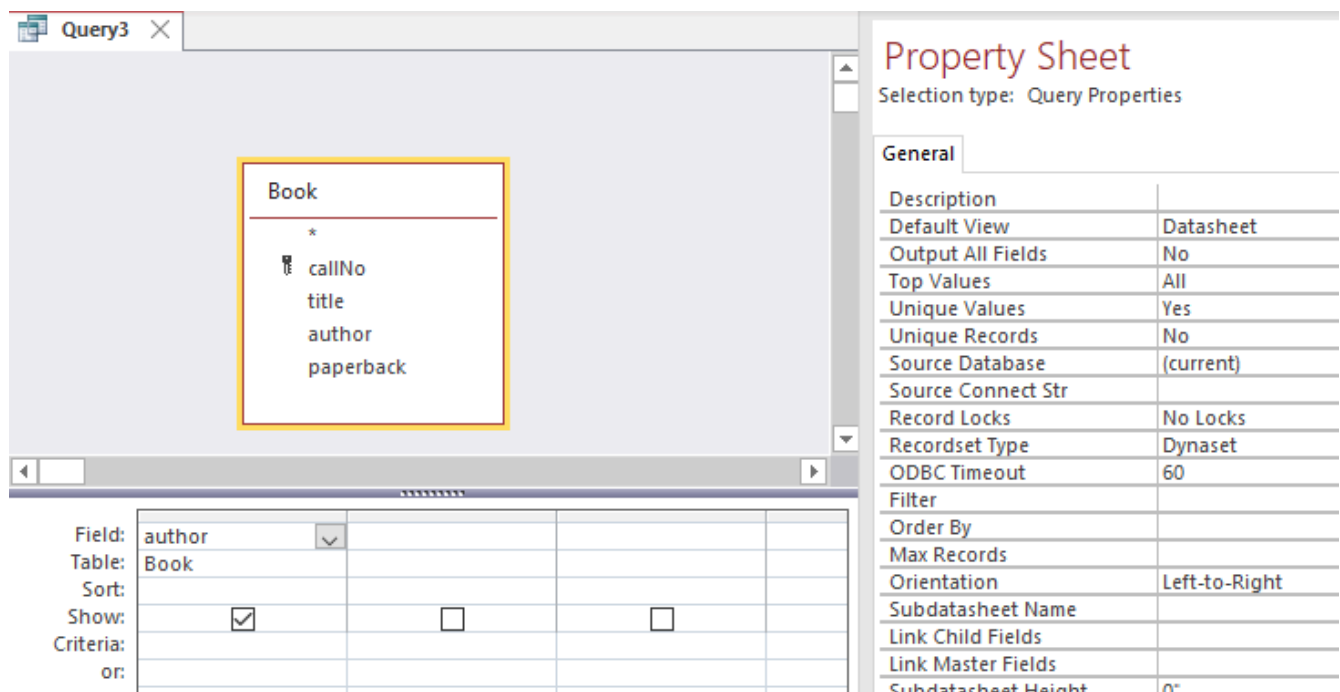 Query3
Book
*
callNo
title
author
paperback
Field: author
Table: Book
Sort:
Show:
Criteria:
or:
Property Sheet
Selection type: Query Properties
General
Description
Default View Datasheet
Output All Fields No
Top Values All
Unique Values Yes
Unique Records No
Source Database (current)
Source Connect Str
Record Locks No Locks
Recordset Type Dynaset
ODBC Timeout 60
Filter
Order By
Max Records
Orientation Left-to-Right
Subdatasheet Name
Link Child Fields
Link Master Fields
Subdatasheet Height 0"